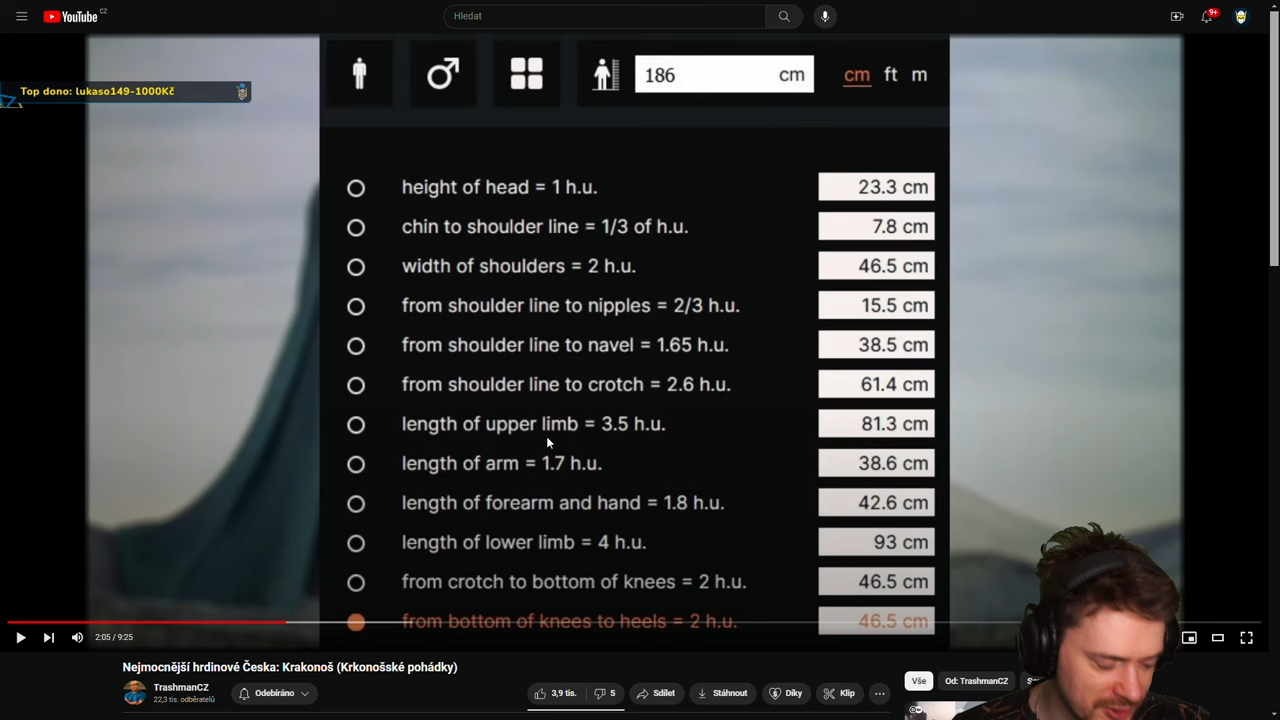 YouTube CZ
Hledat
9+
186 cm
cm ft m
Top dono: lukaso149-1000Kč
height of head = 1 h.u. 23.3 cm
chin to shoulder line = 1/3 of h.u. 7.8 cm
width of shoulders = 2 h.u. 46.5 cm
from shoulder line to nipples = 2/3 h.u. 15.5 cm
from shoulder line to navel = 1.65 h.u. 38.5 cm
from shoulder line to crotch = 2.6 h.u. 61.4 cm
length of upper limb = 3.5 h.u. 81.3 cm
length of arm = 1.7 h.u. 38.6 cm
length of forearm and hand = 1.8 h.u. 42.6 cm
length of lower limb = 4 h.u. 93 cm
from crotch to bottom of knees = 2 h.u. 46.5 cm
from bottom of knees to heels = 2 h.u. 46.5 cm
2:05 / 9:25
Nejmocnější hrdinové Česka: Krakonoš (Krkonošské pohádky)
TrashmanCZ
22,3 tis. odběratelů
Odebíráno
3,9 tis. 5 Sdílet Stáhnout Díky Klip
Vše Od: TrashmanCZ